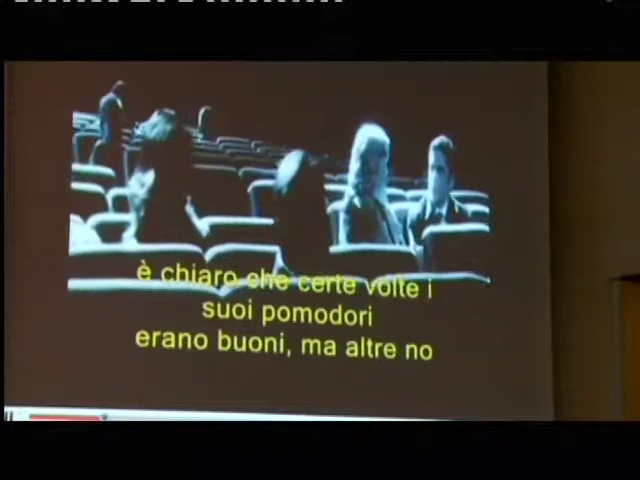 è chiaro che certe volte i
suoi pomodori
erano buoni, ma altre no